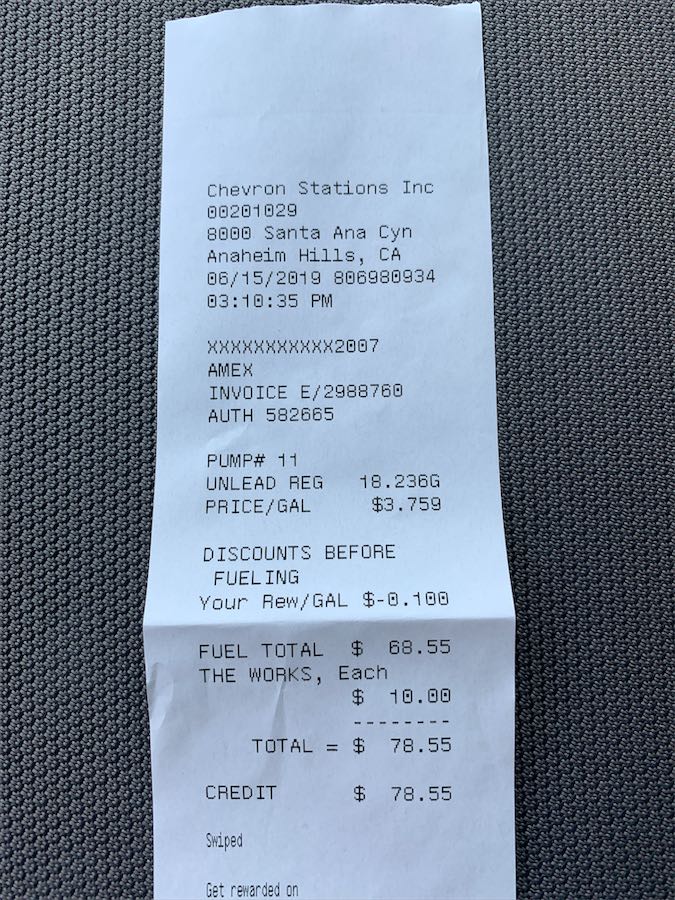 Chevron Stations Inc
00201029
8000 Santa Ana Cyn
Anaheim Hills, CA
06/15/2019 806980934
03:10:35 PM
XXXXXXXXXXX2007
AMEX
INVOICE E/2988760
AUTH 582665
PUMP# 11
UNLEAD REG 18.236G
PRICE/GAL $3.759
DISCOUNTS BEFORE
FUELING
Your Rew/GAL $-0.100
FUEL TOTAL $ 68.55
THE WORKS, Each
$ 10.00
--------
TOTAL = $ 78.55
CREDIT $ 78.55
Swiped
Get rewarded on